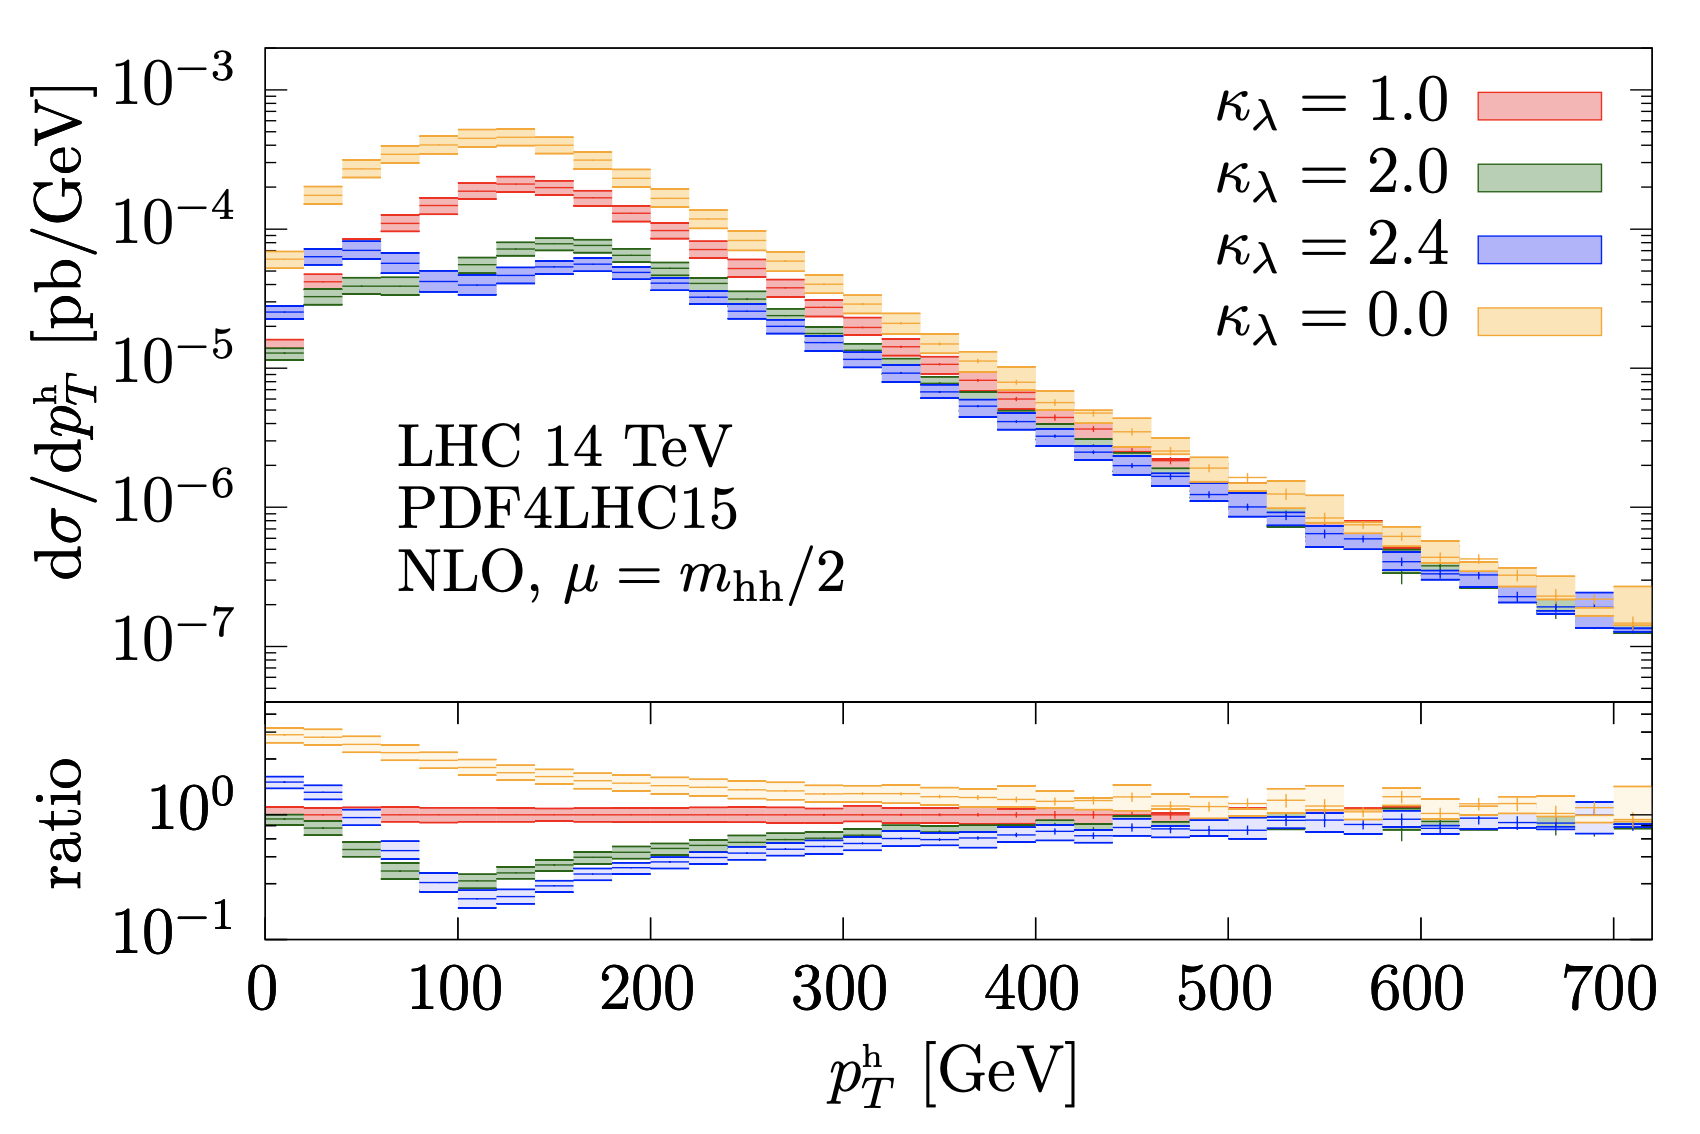 10⁻³
10⁻⁴
10⁻⁵
10⁻⁶
10⁻⁷
dσ/dp_T^h [pb/GeV]
κ_λ = 1.0
κ_λ = 2.0
κ_λ = 2.4
κ_λ = 0.0
LHC 14 TeV
PDF4LHC15
NLO, μ = m_hh/2
ratio
10⁰
10⁻¹
0 100 200 300 400 500 600 700
p_T^h [GeV]